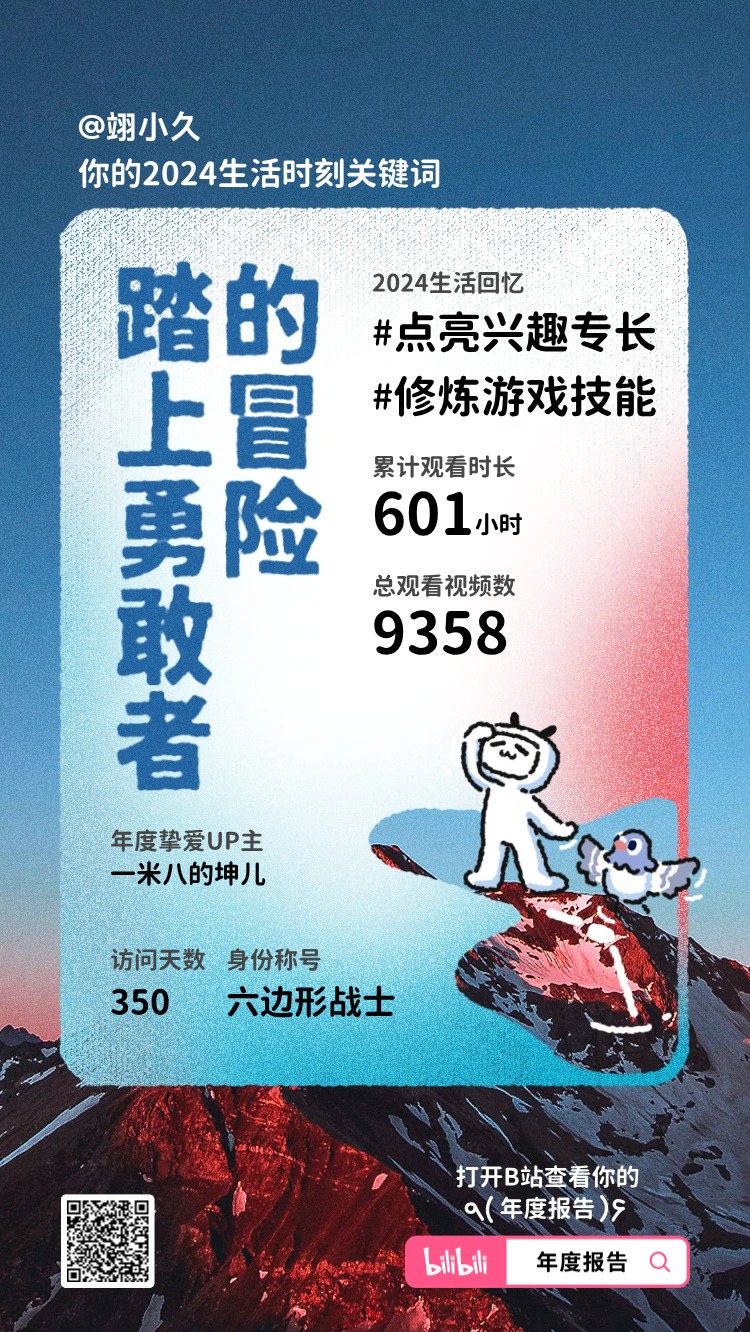 @翊小久
你的2024生活时刻关键词
踏上勇敢者
的冒险
2024生活回忆
#点亮兴趣专长
#修炼游戏技能
累计观看时长
601小时
总观看视频数
9358
年度挚爱UP主
一米八的坤儿
访问天数 身份称号
350 六边形战士
打开B站查看你的
٩(年度报告)۶
bilibili 年度报告